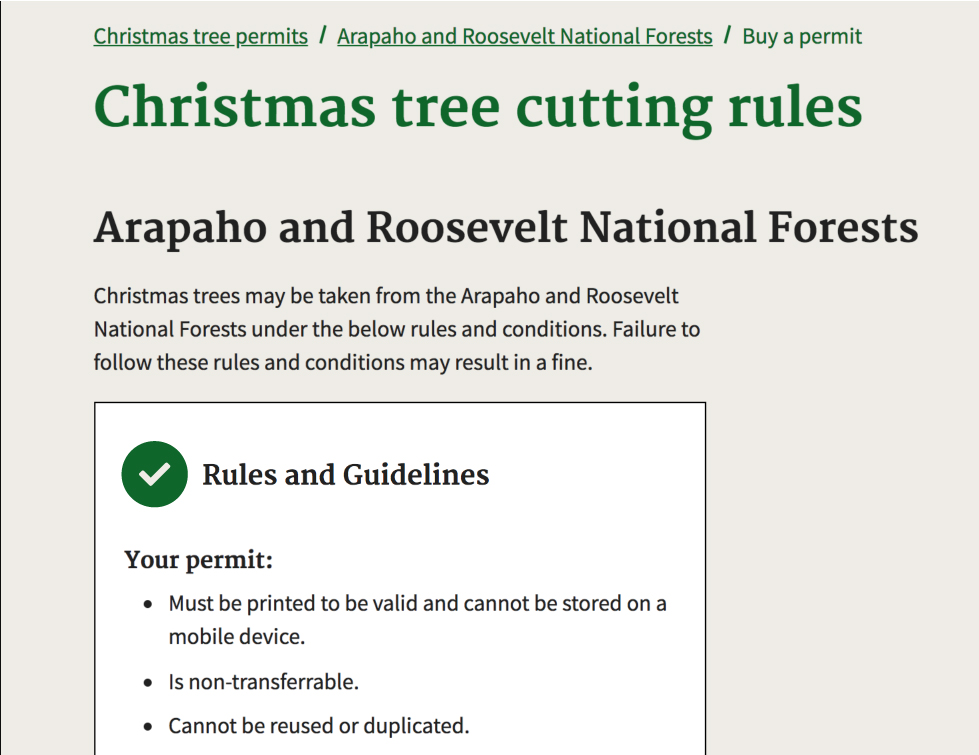 Christmas tree permits / Arapaho and Roosevelt National Forests / Buy a permit
Christmas tree cutting rules
Arapaho and Roosevelt National Forests
Christmas trees may be taken from the Arapaho and Roosevelt
National Forests under the below rules and conditions. Failure to
follow these rules and conditions may result in a fine.
Rules and Guidelines
Your permit:
• Must be printed to be valid and cannot be stored on a
mobile device.
• Is non-transferrable.
• Cannot be reused or duplicated.